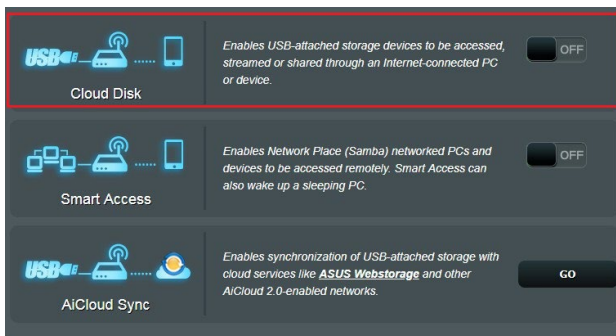 USB
Cloud Disk
Enables USB-attached storage devices to be accessed,
streamed or shared through an Internet-connected PC
or device.
OFF
Smart Access
Enables Network Place (Samba) networked PCs and
devices to be accessed remotely. Smart Access can
also wake up a sleeping PC.
OFF
USB
AiCloud Sync
Enables synchronization of USB-attached storage with
cloud services like ASUS Webstorage and other
AiCloud 2.0-enabled networks.
GO